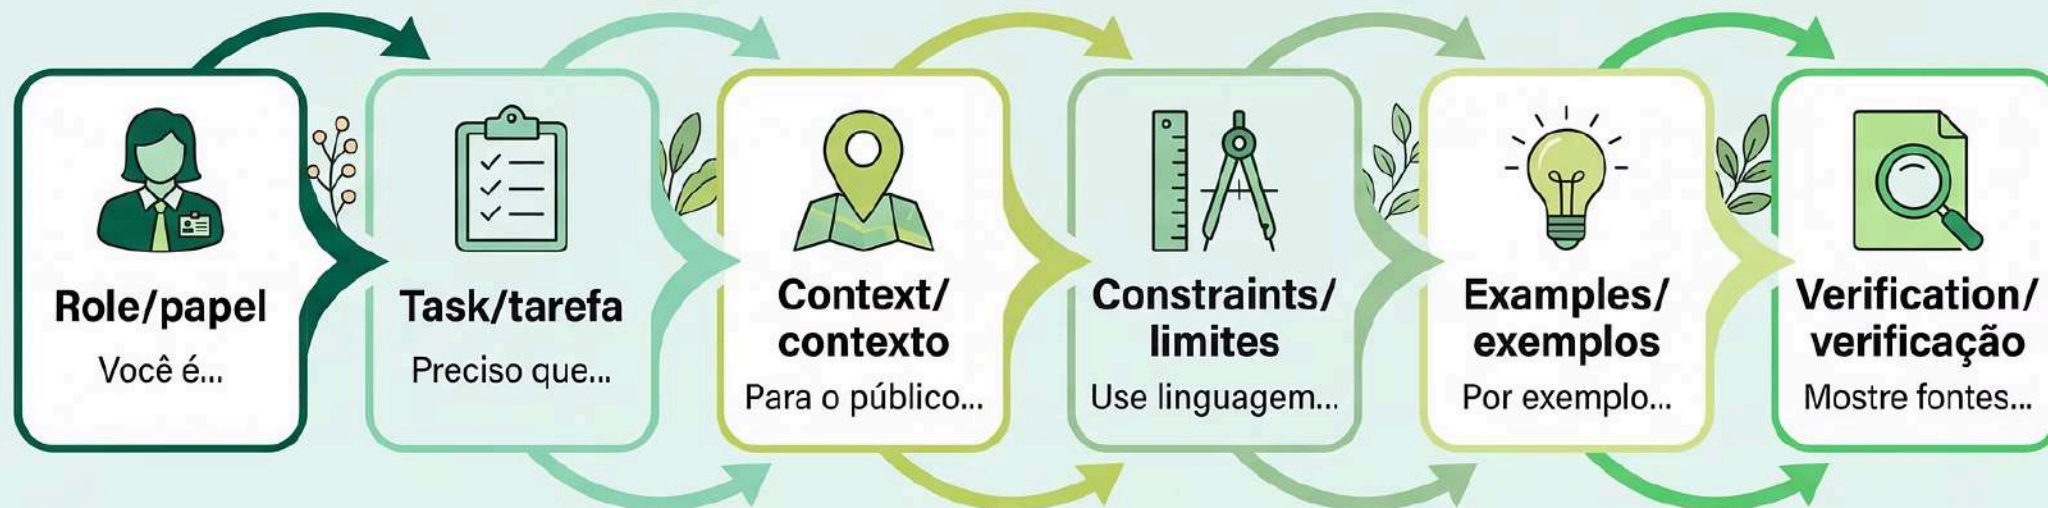 Role/papel
Você é...
Task/tarefa
Preciso que...
Context/
contexto
Para o público...
Constraints/
limites
Use linguagem...
Examples/
exemplos
Por exemplo...
Verification/
verificação
Mostre fontes...